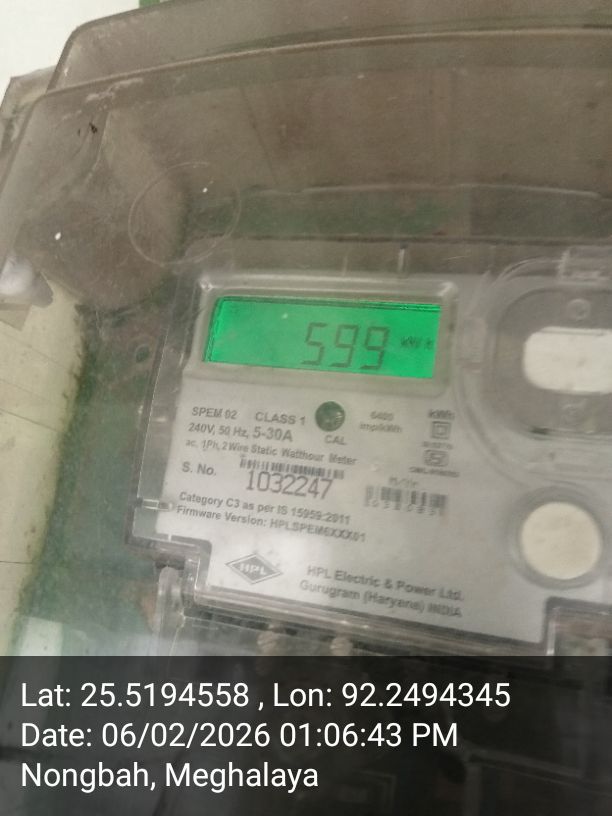 599
SPEM 02 CLASS 1 6400
240V, 50 Hz, 5-30A CAL imp/kWh
ac, 1Ph, 2 Wire Static Watthour Meter
kWh
S. No. 1032247
Category C3 as per IS 15959:2011
Firmware Version: HPLSPEM6XXX01
HPL
HPL Electric & Power Ltd.
Gurugram (Haryana) INDIA
Lat: 25.5194558 , Lon: 92.2494345
Date: 06/02/2026 01:06:43 PM
Nongbah, Meghalaya